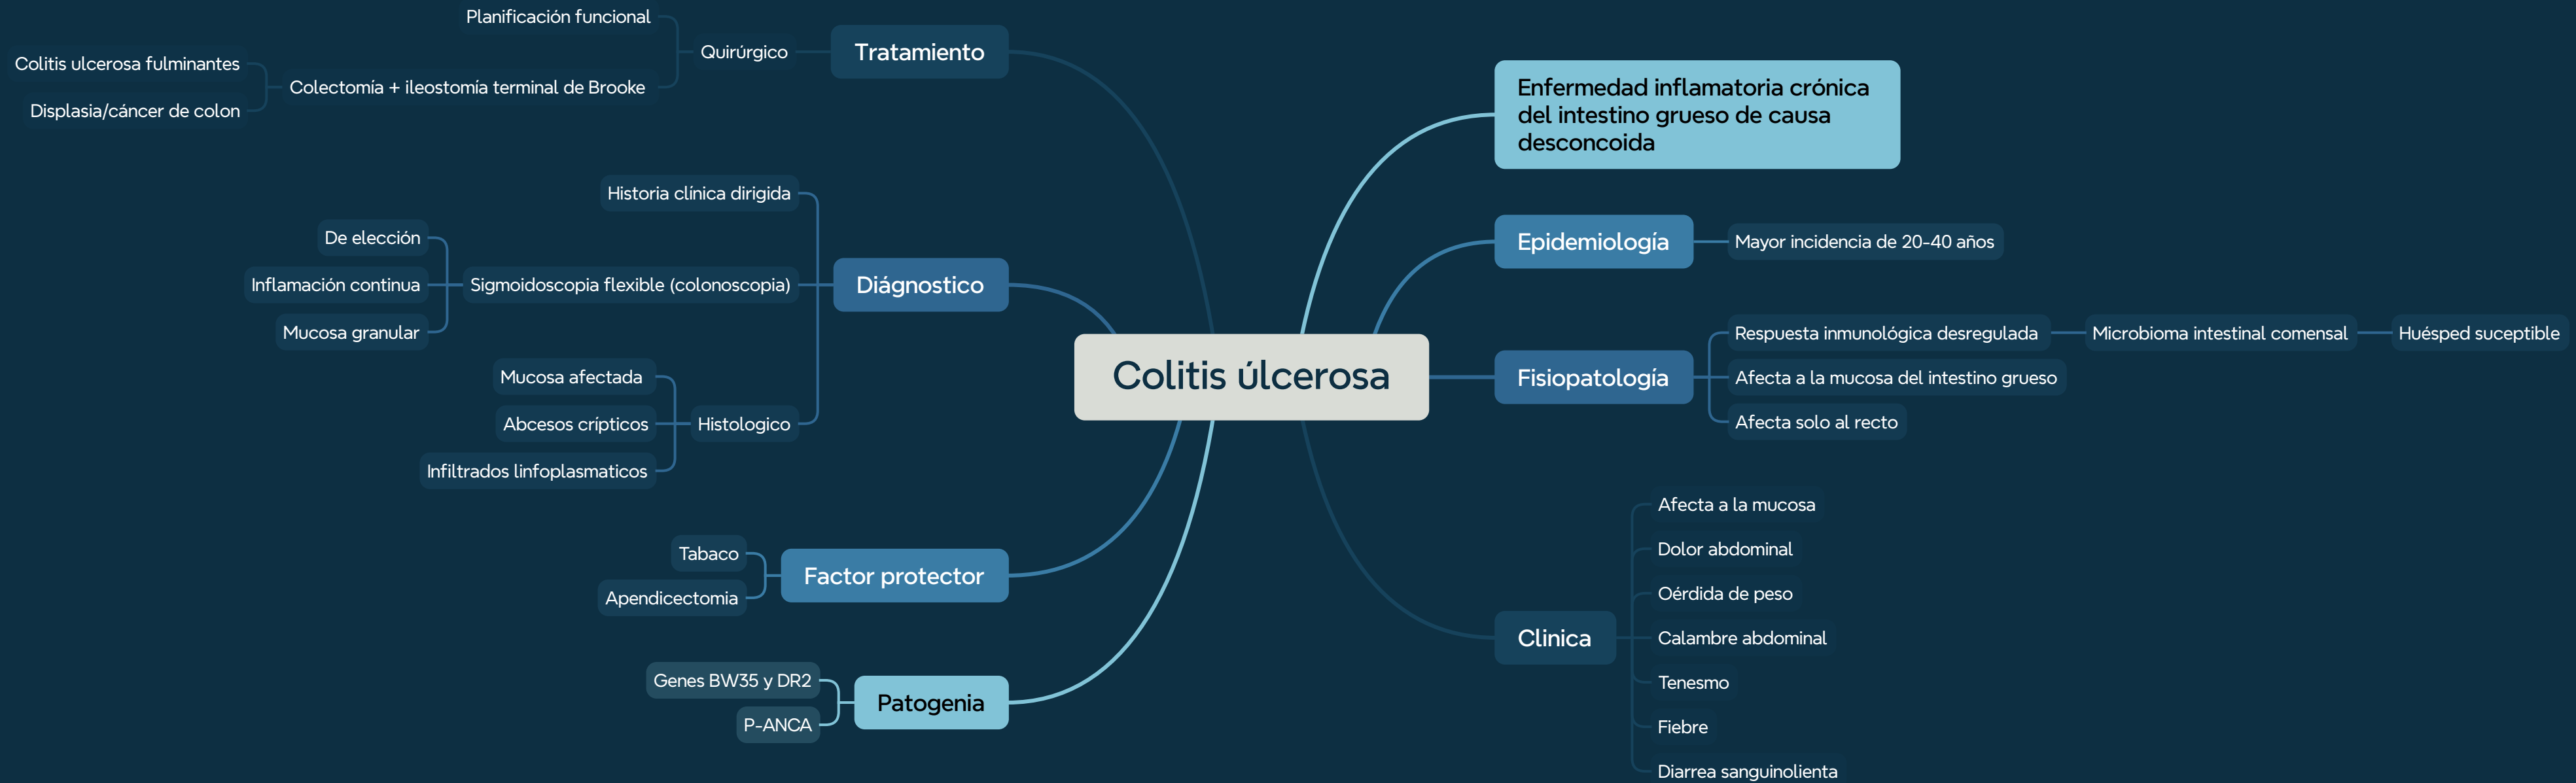 Planificación funcional
Quirúrgico
Tratamiento
Colitis ulcerosa fulminantes
Colectomía + ileostomía terminal de Brooke
Displasia/cáncer de colon
Historia clínica dirigida
De elección
Inflamación continua
Sigmoidoscopia flexible (colonoscopia)
Diágnostico
Mucosa granular
Mucosa afectada
Abcesos crípticos
Histologico
Infiltrados linfoplasmaticos
Tabaco
Factor protector
Apendicectomia
Genes BW35 y DR2
Patogenia
P-ANCA
Colitis úlcerosa
Enfermedad inflamatoria crónica
del intestino grueso de causa
desconcoida
Epidemiología
Mayor incidencia de 20-40 años
Fisiopatología
Respuesta inmunológica desregulada
Microbioma intestinal comensal
Huésped suceptible
Afecta a la mucosa del intestino grueso
Afecta solo al recto
Clinica
Afecta a la mucosa
Dolor abdominal
Oérdida de peso
Calambre abdominal
Tenesmo
Fiebre
Diarrea sanguinolienta